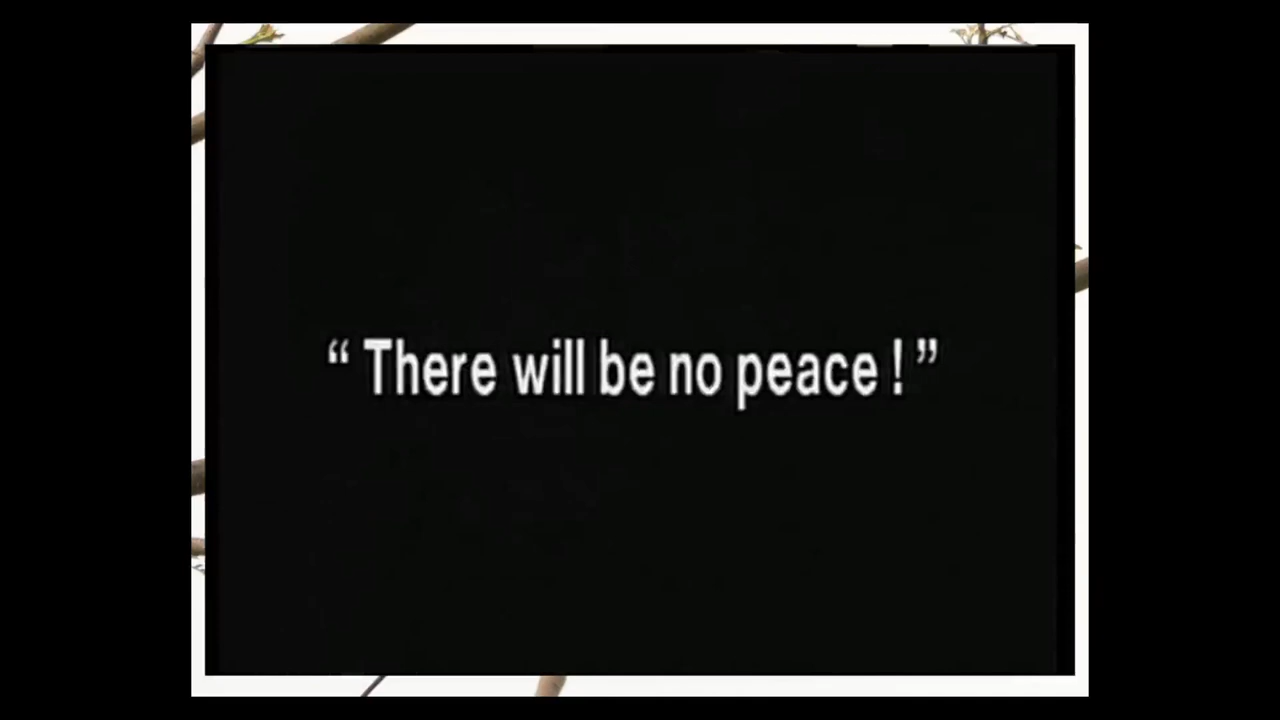 “ There will be no peace ! ”